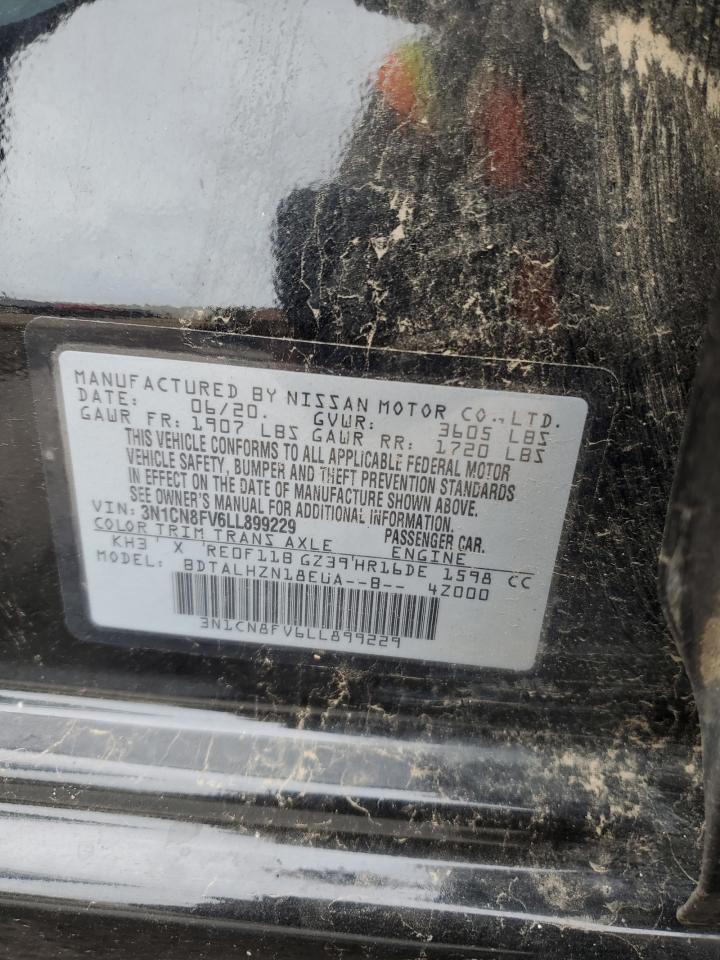 MANUFACTURED BY NISSAN MOTOR CO., LTD.
DATE: 06/20. GVWR: 3605 LBS
GAWR FR: 1907 LBS GAWR RR: 1720 LBS
THIS VEHICLE CONFORMS TO ALL APPLICABLE FEDERAL MOTOR
VEHICLE SAFETY, BUMPER AND THEFT PREVENTION STANDARDS
IN EFFECT ON THE DATE OF MANUFACTURE SHOWN ABOVE.
SEE OWNER'S MANUAL FOR ADDITIONAL INFORMATION
VIN: 3N1CN8FV6LL899229 PASSENGER CAR.
COLOR TRIM TRANS AXLE ENGINE
KH3 ' X 'RE0F11B GZ39'HR16DE 1598 CC
MODEL: BDTALHZN18EUA--B-- 4Z000
3N1CN8FV6LL899229